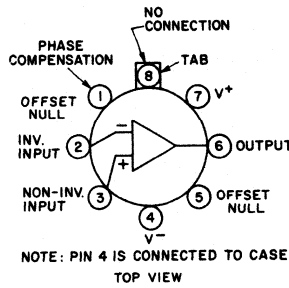 NO
CONNECTION
PHASE
COMPENSATION
TAB
8
OFFSET
NULL
1
7
V+
INV.
INPUT
2
−
6
OUTPUT
NON-INV.
INPUT
3
+
5
OFFSET
NULL
4
V−
NOTE: PIN 4 IS CONNECTED TO CASE
TOP VIEW